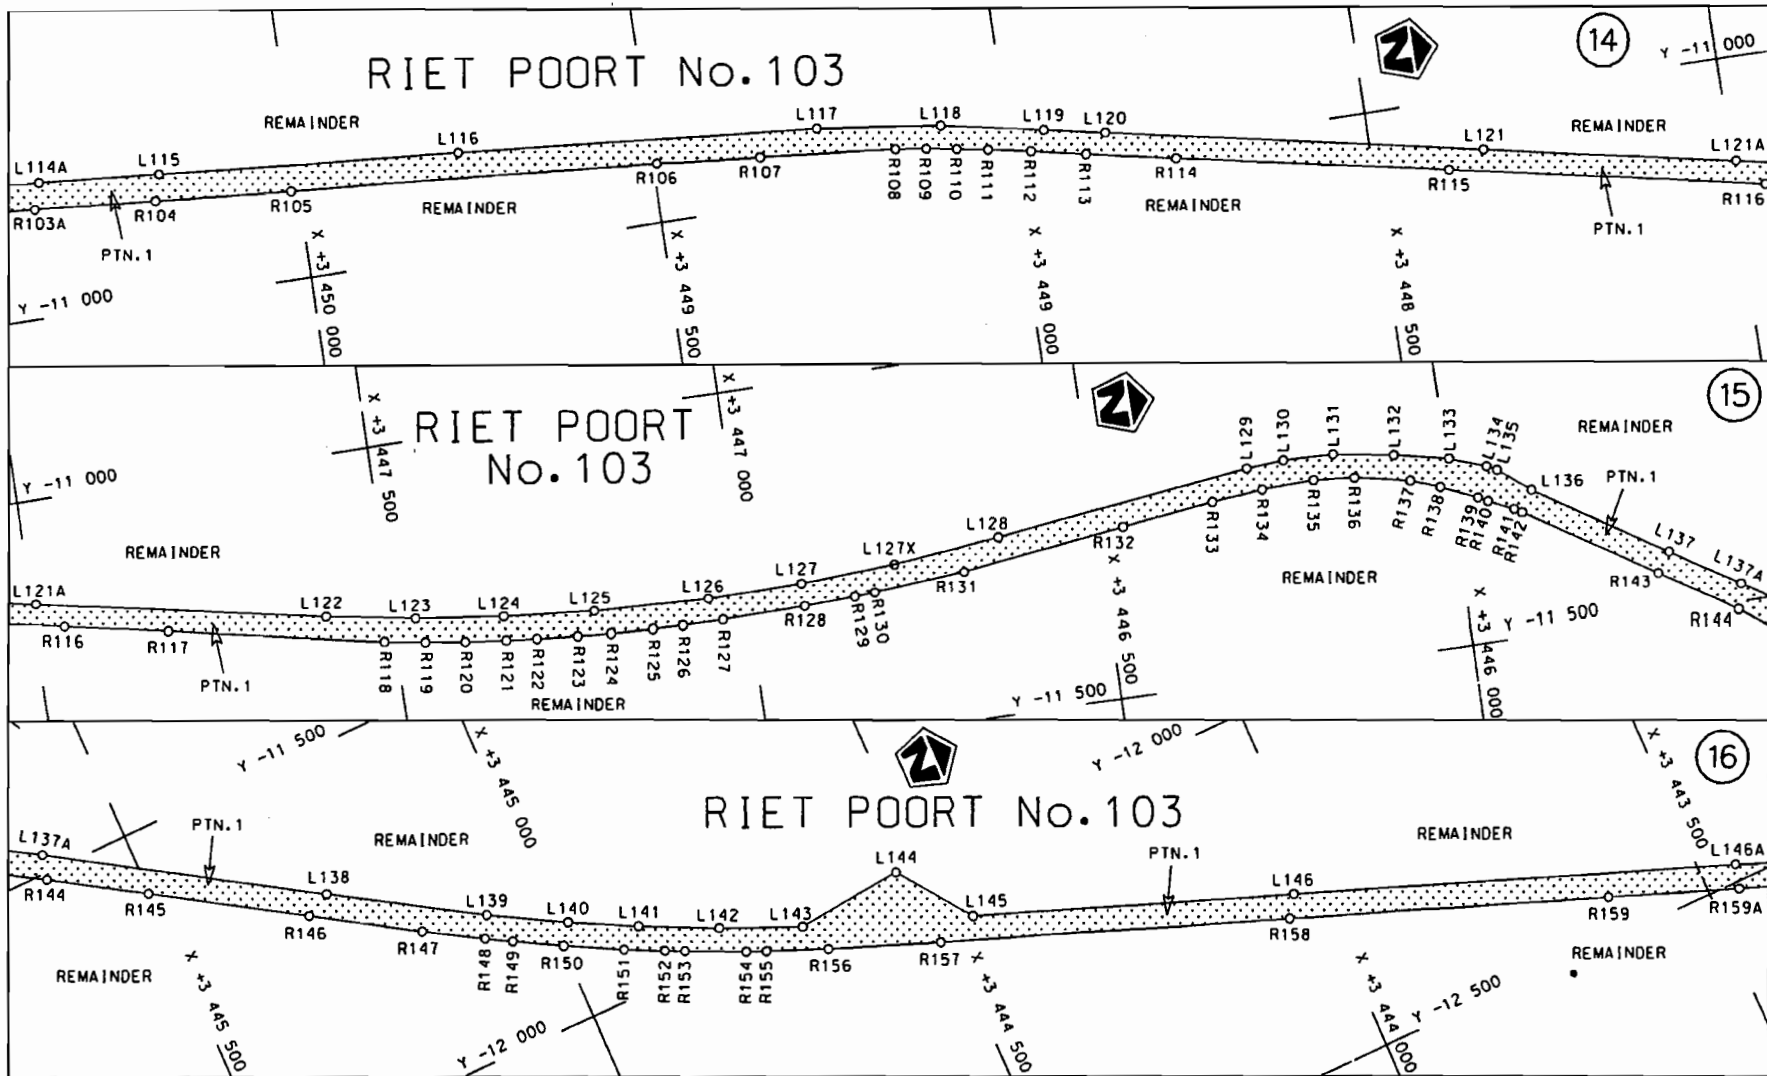 14
Y -11 000
RIET POORT No.103
REMAINDER
REMAINDER
L114A
L115
L116
L117
L118
L119
L120
L121
L121A
R103A
R104
R105
R106
R107
R108
R109
R110
R111
R112
R113
R114
R115
R116
PTN.1
REMAINDER
REMAINDER
PTN.1
Y -11 000
X +3 450 000
X +3 449 500
X +3 449 000
X +3 448 500
N
15
X +3 447 500
X +3 447 000
RIET POORT
No.103
N
Y -11 000
REMAINDER
REMAINDER
L121A
L122
L123
L124
L125
L126
L127
L127X
L128
L129
L130
L131
L132
L133
L134
L135
L136
PTN.1
L137
L137A
R116
R117
R118
R119
R120
R121
R122
R123
R124
R125
R126
R127
R128
R129
R130
R131
R132
R133
R134
R135
R136
R137
R138
R139
R140
R141
R142
R143
R144
PTN.1
REMAINDER
REMAINDER
Y -11 500
X +3 446 500
X +3 446 000
Y -11 500
16
Y -11 500
X +3 445 000
N
Y -12 000
X +3 443 500
RIET POORT No.103
PTN.1
REMAINDER
PTN.1
REMAINDER
L137A
L138
L139
L140
L141
L142
L143
L144
L145
L146
L146A
R144
R145
R146
R147
R148
R149
R150
R151
R152
R153
R154
R155
R156
R157
R158
R159
R159A
REMAINDER
REMAINDER
X +3 445 500
Y -12 000
X +3 444 500
X +3 444 000
Y -12 500